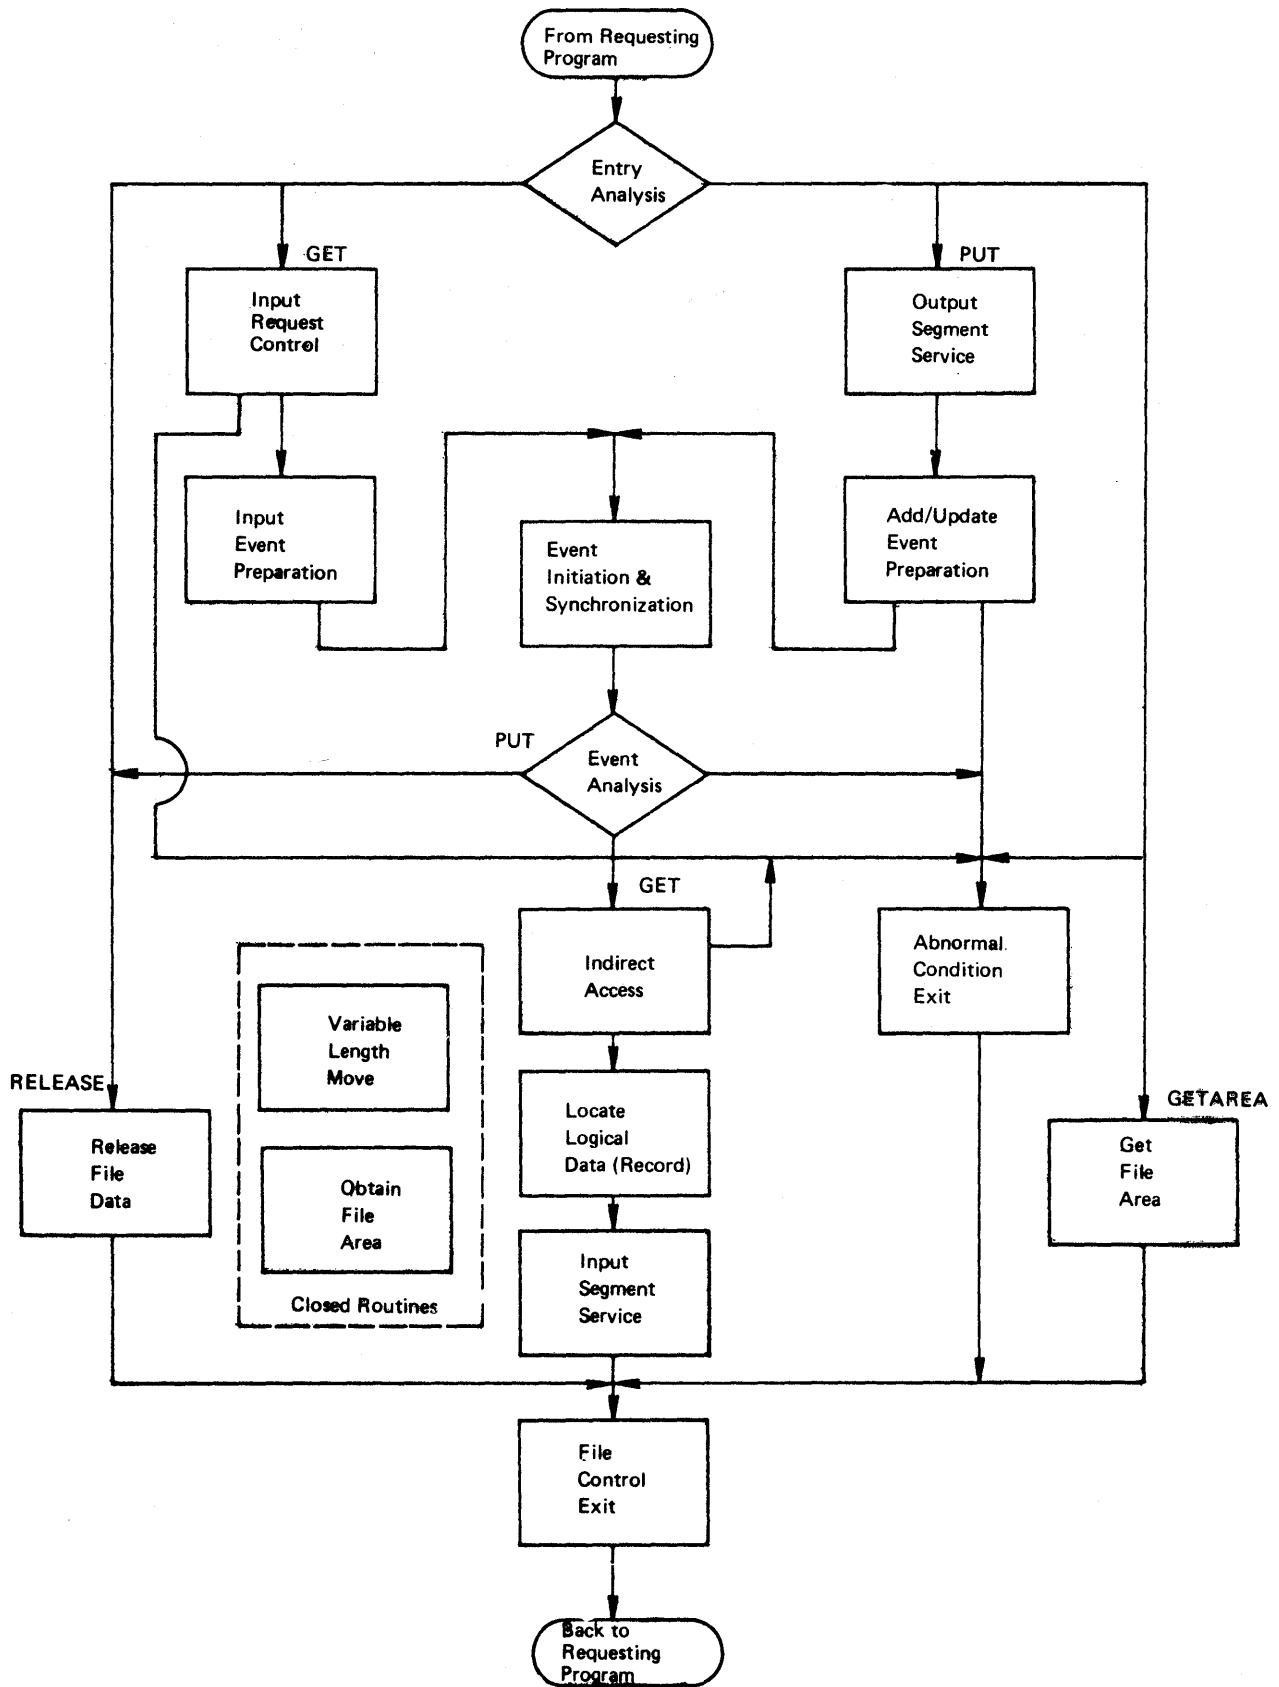 From Requesting
Program
Entry
Analysis
GET
PUT
Input
Request
Control
Output
Segment
Service
Input
Event
Preparation
Event
Initiation &
Synchronization
Add/Update
Event
Preparation
PUT
Event
Analysis
GET
Indirect
Access
Abnormal
Condition
Exit
Variable
Length
Move
RELEASE
GETAREA
Locate
Logical
Data (Record)
Release
File
Data
Get
File
Area
Obtain
File
Area
Input
Segment
Service
Closed Routines
File
Control
Exit
Back to
Requesting
Program